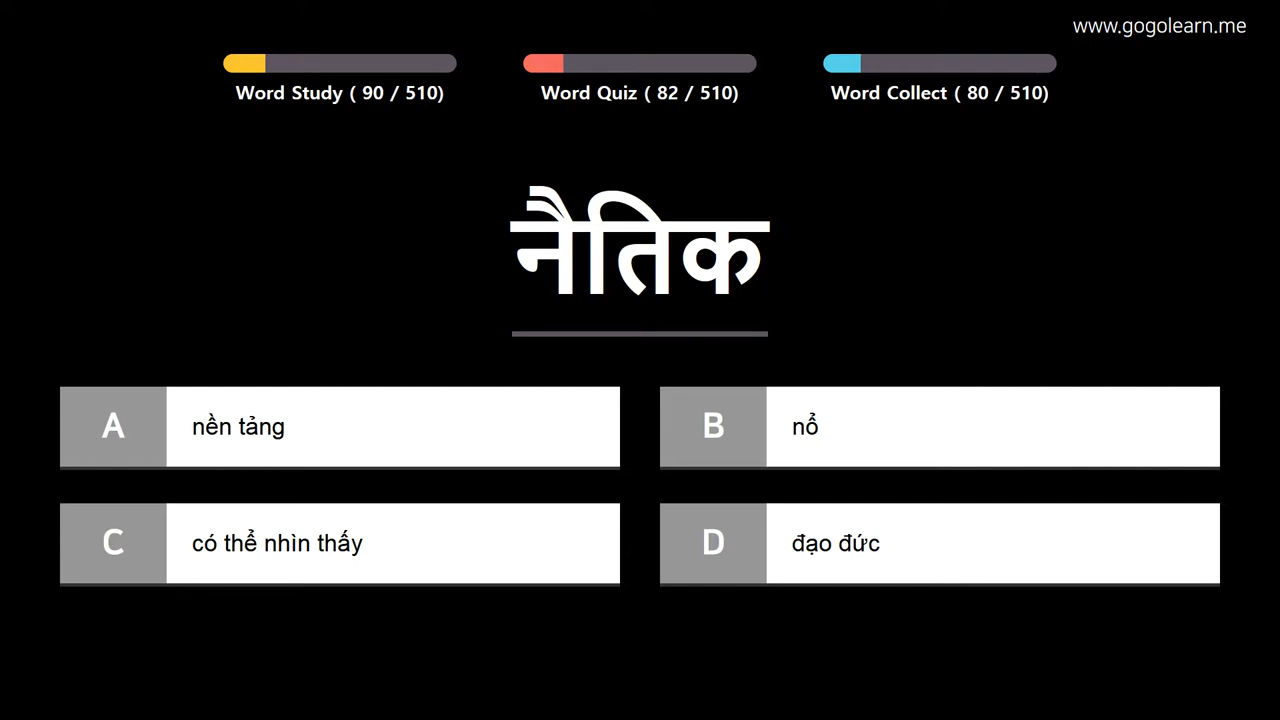 www.gogolearn.me
Word Study ( 90 / 510)
Word Quiz ( 82 / 510)
Word Collect ( 80 / 510)
नैतिक
A nền tảng
B nổ
C có thể nhìn thấy
D đạo đức